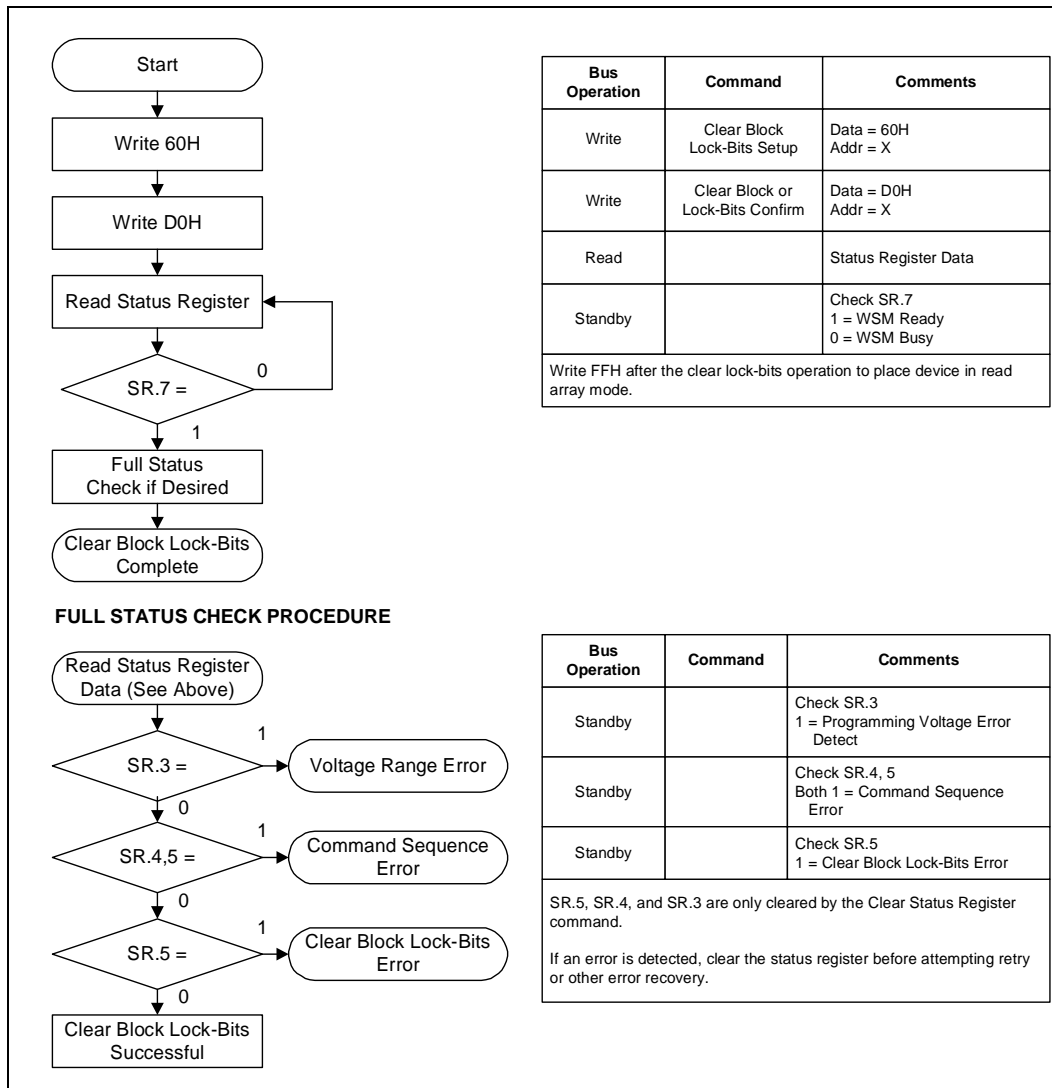 Start
Write 60H
Write D0H
Read Status Register
SR.7 =
0
1
Full Status
Check if Desired
Clear Block Lock-Bits
Complete
Bus
Operation
Command
Comments
Write
Clear Block
Lock-Bits Setup
Data = 60H
Addr = X
Write
Clear Block or
Lock-Bits Confirm
Data = D0H
Addr = X
Read
Status Register Data
Standby
Check SR.7
1 = WSM Ready
0 = WSM Busy
Write FFH after the clear lock-bits operation to place device in read
array mode.
FULL STATUS CHECK PROCEDURE
Read Status Register
Data (See Above)
SR.3 =
1
Voltage Range Error
0
SR.4,5 =
1
Command Sequence
Error
0
SR.5 =
1
Clear Block Lock-Bits
Error
0
Clear Block Lock-Bits
Successful
Bus
Operation
Command
Comments
Standby
Check SR.3
1 = Programming Voltage Error
Detect
Standby
Check SR.4, 5
Both 1 = Command Sequence
Error
Standby
Check SR.5
1 = Clear Block Lock-Bits Error
SR.5, SR.4, and SR.3 are only cleared by the Clear Status Register
command.
If an error is detected, clear the status register before attempting retry
or other error recovery.